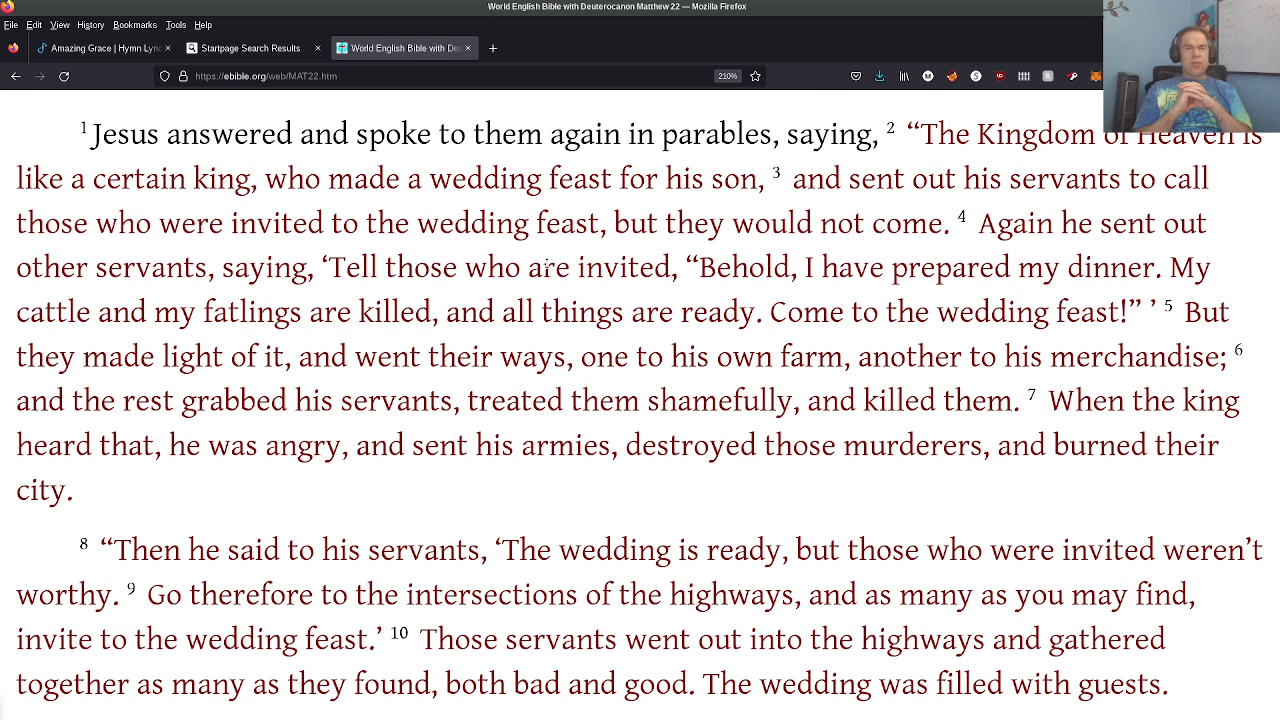 World English Bible with Deuterocanon Matthew 22 — Mozilla Firefox
File Edit View History Bookmarks Tools Help
Amazing Grace | Hymn Lyric × Startpage Search Results × World English Bible with De × +
https://ebible.org/web/MAT22.htm 210%
1 Jesus answered and spoke to them again in parables, saying, 2 “The Kingdom of Heaven is
like a certain king, who made a wedding feast for his son, 3 and sent out his servants to call
those who were invited to the wedding feast, but they would not come. 4 Again he sent out
other servants, saying, ‘Tell those who are invited, “Behold, I have prepared my dinner. My
cattle and my fatlings are killed, and all things are ready. Come to the wedding feast!” ’ 5 But
they made light of it, and went their ways, one to his own farm, another to his merchandise; 6
and the rest grabbed his servants, treated them shamefully, and killed them. 7 When the king
heard that, he was angry, and sent his armies, destroyed those murderers, and burned their
city.
8 “Then he said to his servants, ‘The wedding is ready, but those who were invited weren’t
worthy. 9 Go therefore to the intersections of the highways, and as many as you may find,
invite to the wedding feast.’ 10 Those servants went out into the highways and gathered
together as many as they found, both bad and good. The wedding was filled with guests.